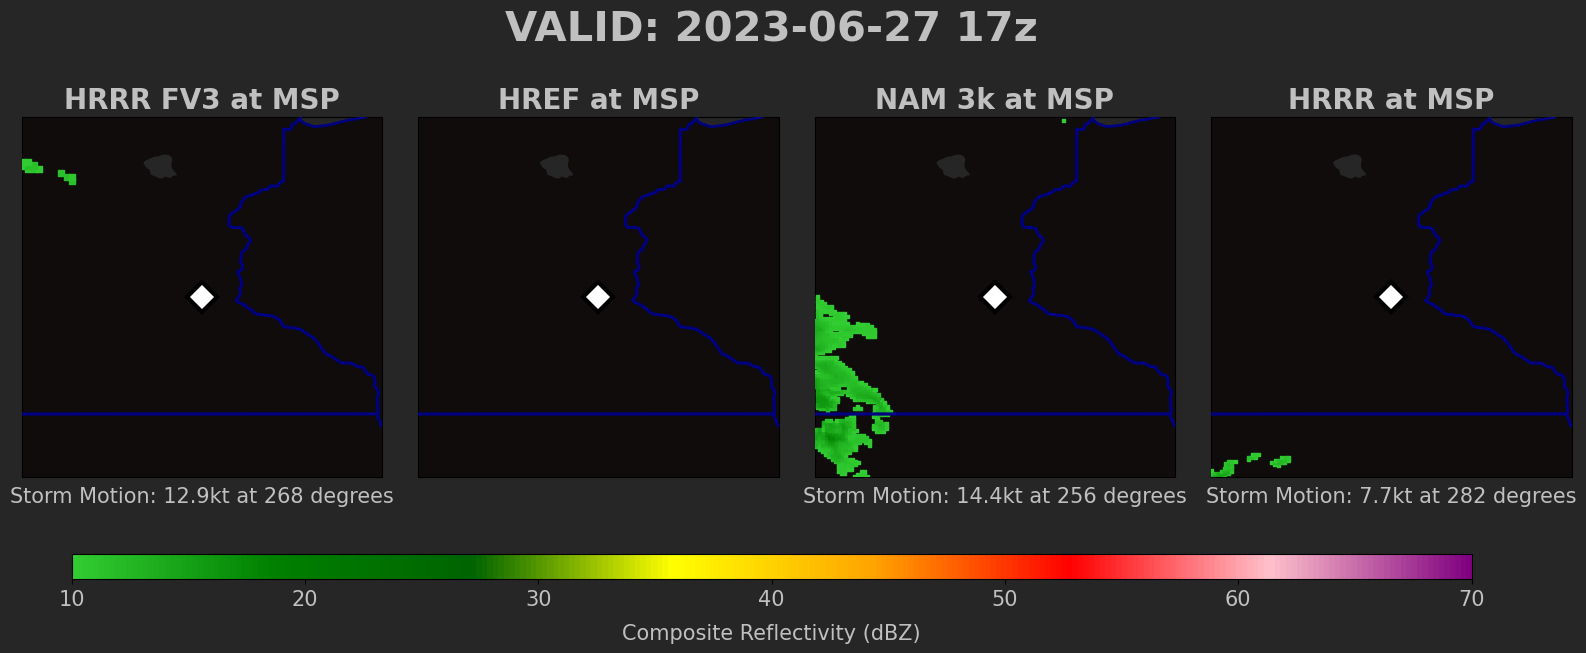 VALID: 2023-06-27 17z
HRRR FV3 at MSP
HREF at MSP
NAM 3k at MSP
HRRR at MSP
Storm Motion: 12.9kt at 268 degrees
Storm Motion: 14.4kt at 256 degrees
Storm Motion: 7.7kt at 282 degrees
10 20 30 40 50 60 70
Composite Reflectivity (dBZ)